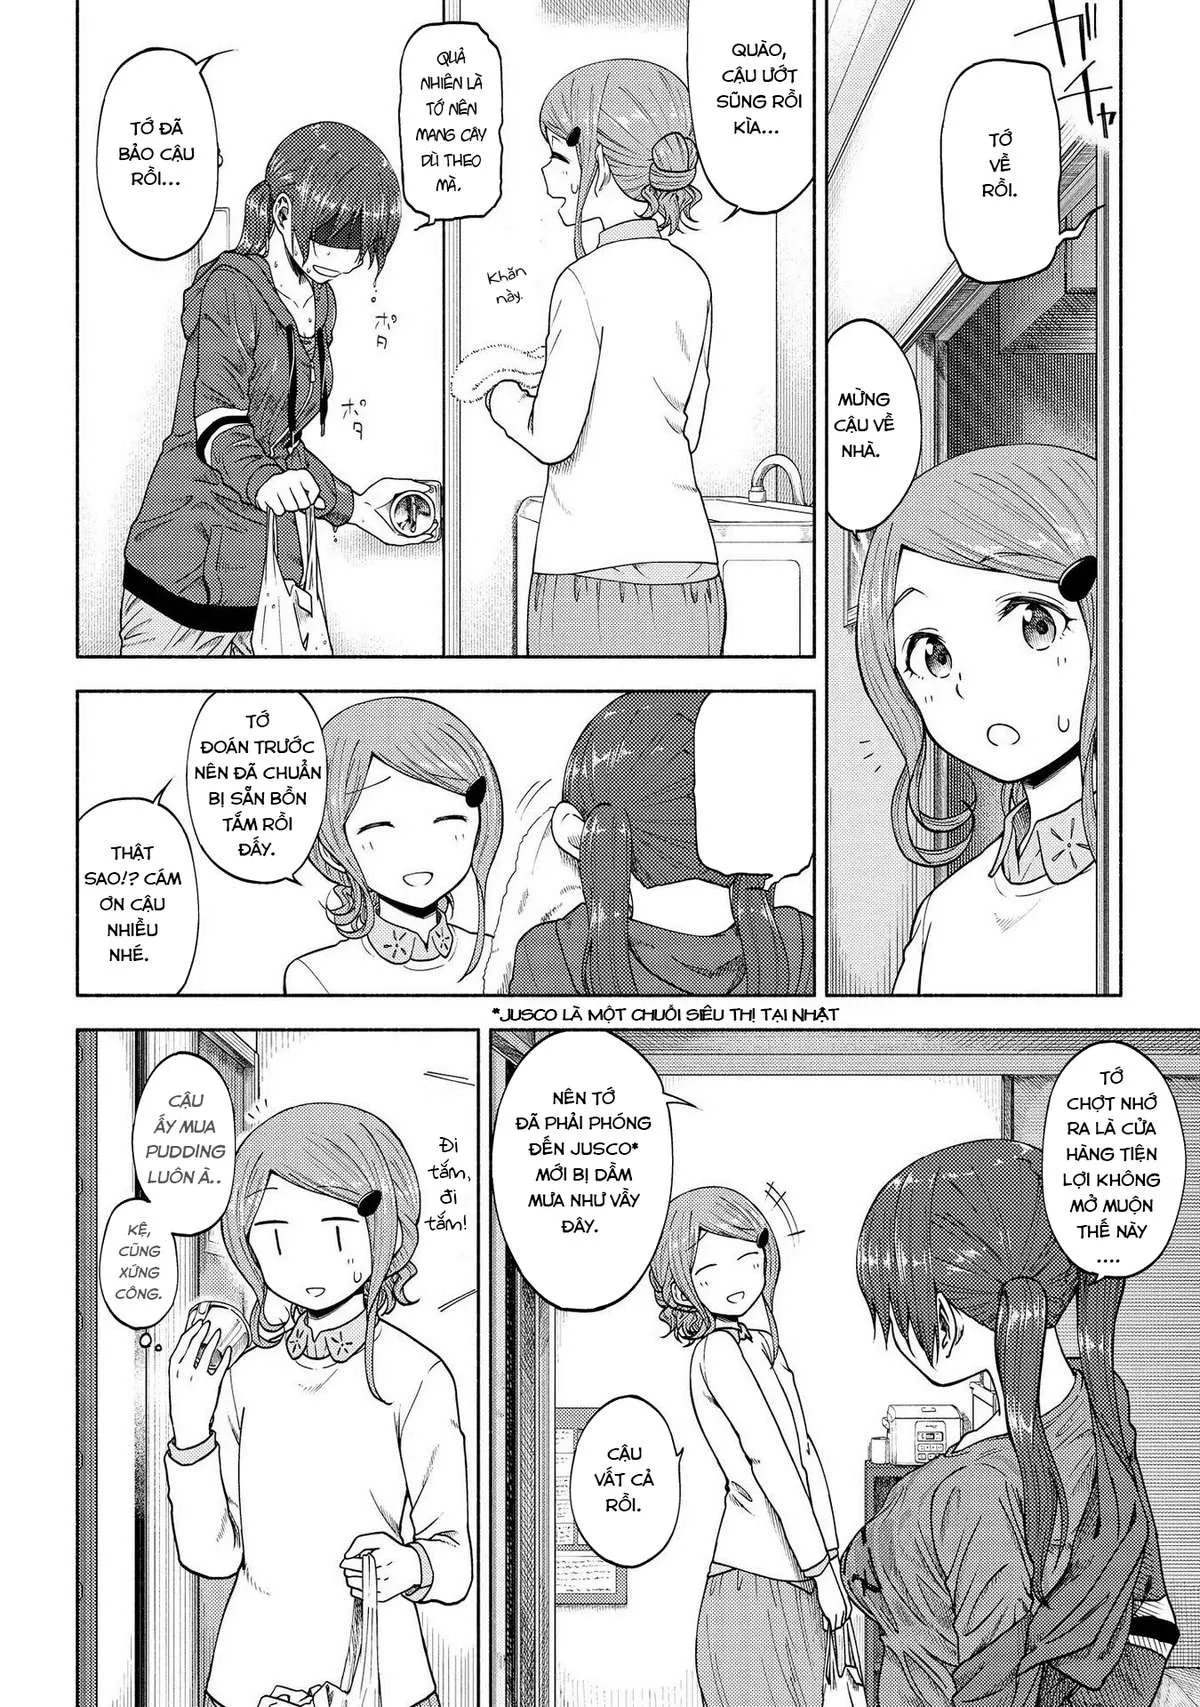 TỚ
VỀ
RỒI.
MỪNG
CẬU VỀ
NHÀ.
QUÀO,
CẬU ƯỚT
SŨNG RỒI
KÌA...
QUẢ
NHIÊN LÀ
TỚ NÊN
MANG CÂY
DÙ THEO
MÀ.
Khăn
này.
TỚ ĐÃ
BẢO CẬU
RỒI...
ポタ
ポタ
TỚ
ĐOÁN TRƯỚC
NÊN ĐÃ CHUẨN
BỊ SẴN BỒN
TẮM RỒI
ĐẤY.
THẬT
SAO!? CÁM
ƠN CẬU
NHIỀU
NHÉ.
*JUSCO LÀ MỘT CHUỖI SIÊU THỊ TẠI NHẬT
TỚ
CHỢT NHỚ
RA LÀ CỬA
HÀNG TIỆN
LỢI KHÔNG
MỞ MUỘN
THẾ NÀY
....
NÊN TỚ
ĐÃ PHẢI PHÓNG
ĐẾN JUSCO*
MỚI BỊ DẦM
MƯA NHƯ VẦY
ĐÂY.
CẬU
VẤT CẢ
RỒI.
Đi
tắm,
đi
tắm!
CẬU
ẤY MUA
PUDDING
LUÔN À..
KỆ,
CŨNG
XỨNG
CÔNG.